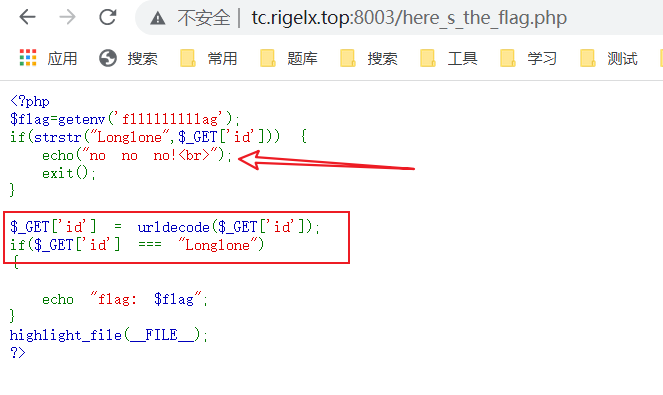 不安全 | tc.rigelx.top:8003/here_s_the_flag.php
应用 搜索 常用 题库 搜索 工具 学习 测试
<?php
$flag=getenv('f111111111ag');
if(strstr("Longlone",$_GET['id'])) {
echo("no no no!<br>");
exit();
}
$_GET['id'] = urldecode($_GET['id']);
if($_GET['id'] === "Longlone")
{
echo "flag: $flag";
}
highlight_file(__FILE__);
?>